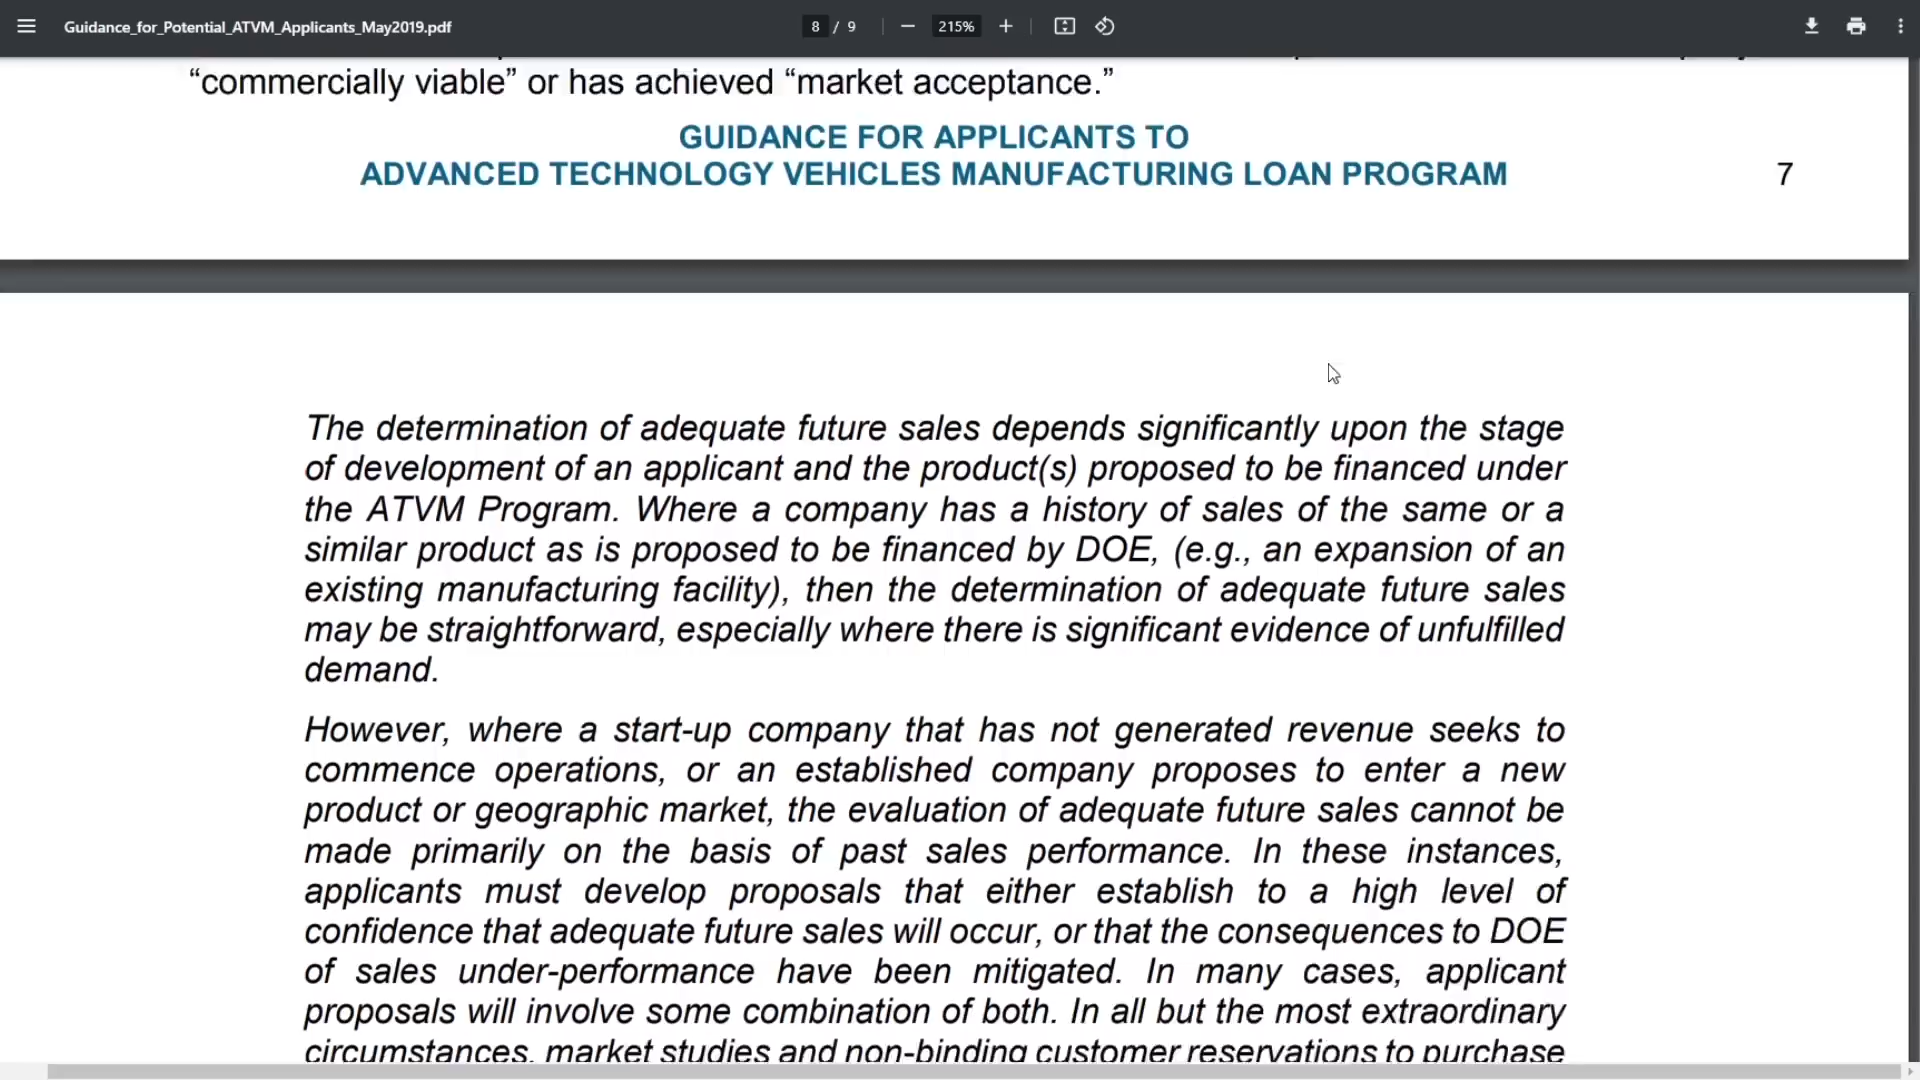 Guidance_for_Potential_ATVM_Applicants_May2019.pdf
8 / 9
215%
“commercially viable” or has achieved “market acceptance.”
GUIDANCE FOR APPLICANTS TO
ADVANCED TECHNOLOGY VEHICLES MANUFACTURING LOAN PROGRAM
7
The determination of adequate future sales depends significantly upon the stage
of development of an applicant and the product(s) proposed to be financed under
the ATVM Program. Where a company has a history of sales of the same or a
similar product as is proposed to be financed by DOE, (e.g., an expansion of an
existing manufacturing facility), then the determination of adequate future sales
may be straightforward, especially where there is significant evidence of unfulfilled
demand.
However, where a start-up company that has not generated revenue seeks to
commence operations, or an established company proposes to enter a new
product or geographic market, the evaluation of adequate future sales cannot be
made primarily on the basis of past sales performance. In these instances,
applicants must develop proposals that either establish to a high level of
confidence that adequate future sales will occur, or that the consequences to DOE
of sales under-performance have been mitigated. In many cases, applicant
proposals will involve some combination of both. In all but the most extraordinary
circumstances, market studies and non-binding customer reservations to purchase